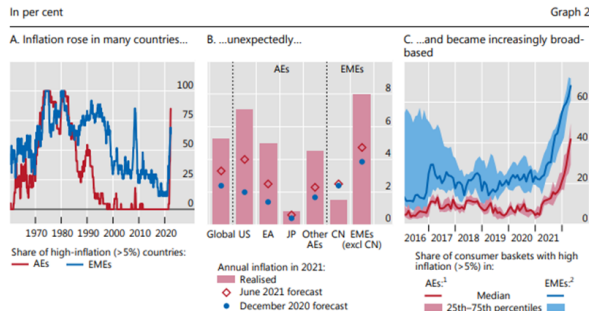 In per cent
Graph 2
A. Inflation rose in many countries...
B. ...unexpectedly...
C. ...and became increasingly broad-
based
100
75
50
25
0
1970 1980 1990 2000 2010 2020
Share of high-inflation (>5%) countries:
AEs EMEs
AEs EMEs
8
6
4
2
0
Global US EA JP Other CN EMEs
AEs (excl CN)
Annual inflation in 2021:
Realised
June 2021 forecast
December 2020 forecast
60
40
20
0
2016 2017 2018 2019 2020 2021
Share of consumer baskets with high
inflation (>5%) in:
AEs:1 EMEs:2
Median
25th–75th percentiles